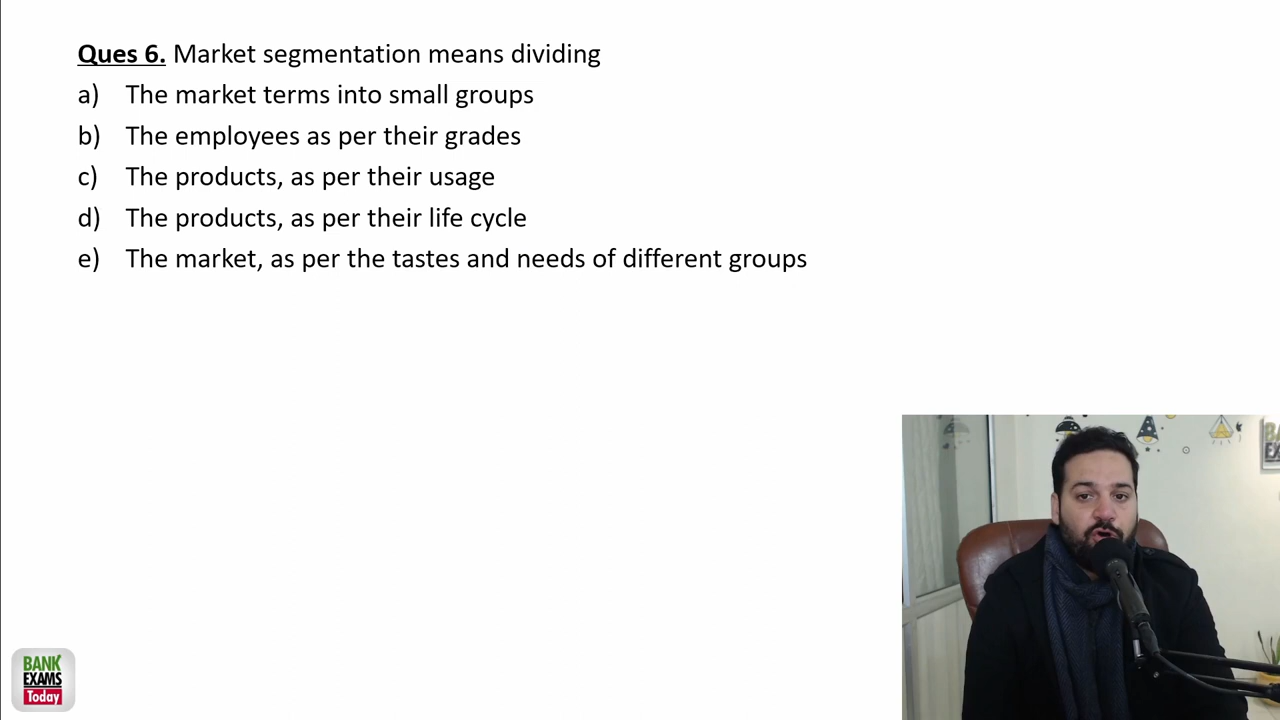 Ques 6. Market segmentation means dividing
a) The market terms into small groups
b) The employees as per their grades
c) The products, as per their usage
d) The products, as per their life cycle
e) The market, as per the tastes and needs of different groups
BANK
EXAMS
Today